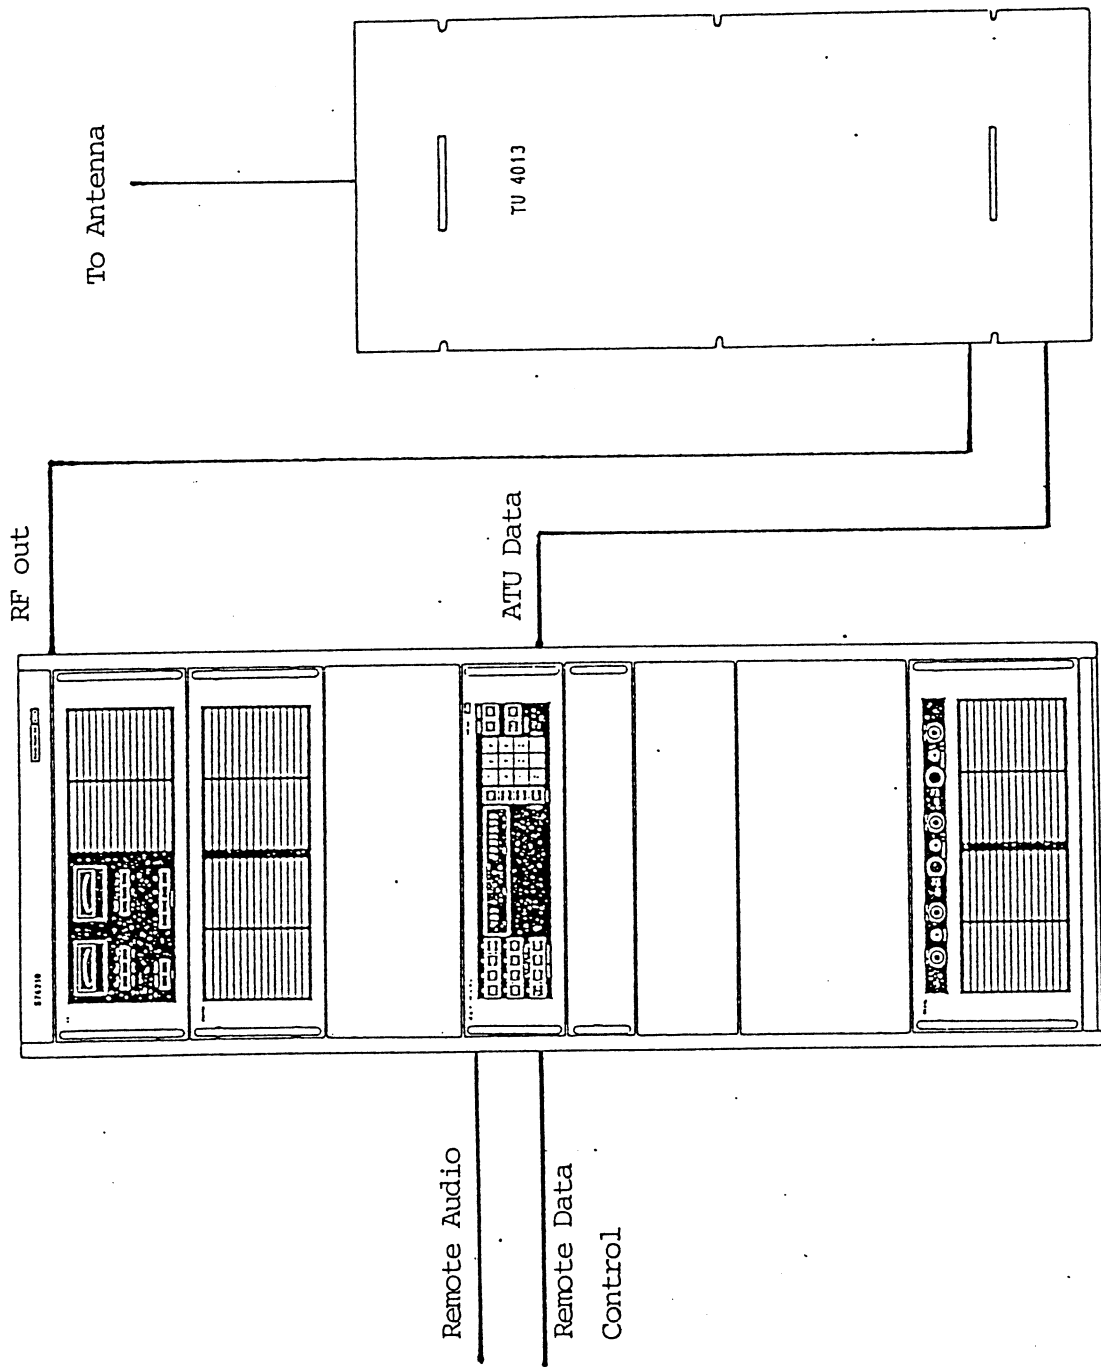 To Antenna
TU 4013
RF out
ATU Data
Remote Audio
Remote Data
Control